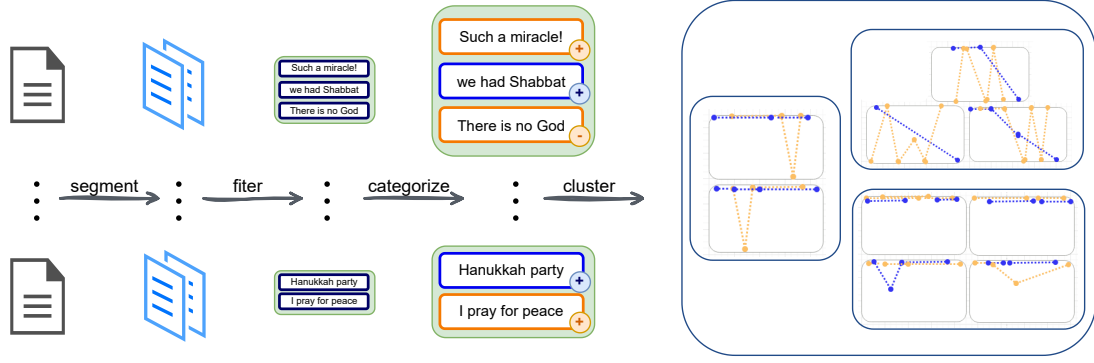 Such a miracle!
we had Shabbat
There is no God
Such a miracle!
+
we had Shabbat
+
There is no God
-
segment
fiter
categorize
cluster
Hanukkah party
I pray for peace
Hanukkah party
+
I pray for peace
+